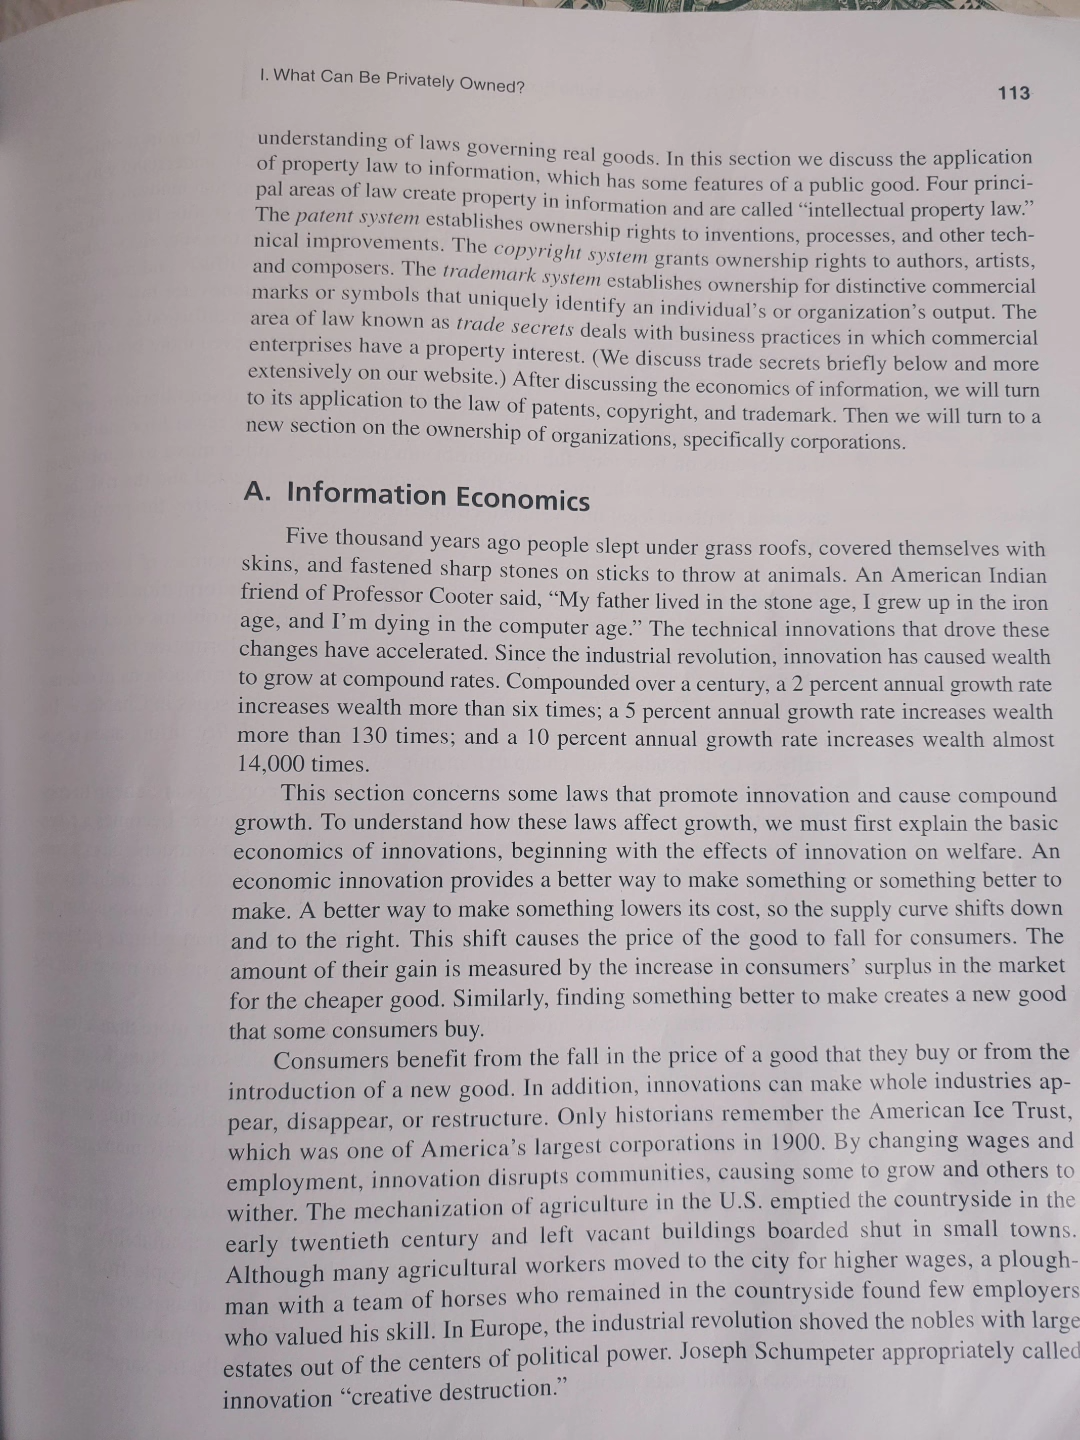 I. What Can Be Privately Owned?
113
understanding of laws governing real goods. In this section we discuss the application
of property law to information, which has some features of a public good. Four princi-
pal areas of law create property in information and are called “intellectual property law.”
The patent system establishes ownership rights to inventions, processes, and other tech-
nical improvements. The copyright system grants ownership rights to authors, artists,
and composers. The trademark system establishes ownership for distinctive commercial
marks or symbols that uniquely identify an individual’s or organization’s output. The
area of law known as trade secrets deals with business practices in which commercial
enterprises have a property interest. (We discuss trade secrets briefly below and more
extensively on our website.) After discussing the economics of information, we will turn
to its application to the law of patents, copyright, and trademark. Then we will turn to a
new section on the ownership of organizations, specifically corporations.
A. Information Economics
Five thousand years ago people slept under grass roofs, covered themselves with
skins, and fastened sharp stones on sticks to throw at animals. An American Indian
friend of Professor Cooter said, “My father lived in the stone age, I grew up in the iron
age, and I’m dying in the computer age.” The technical innovations that drove these
changes have accelerated. Since the industrial revolution, innovation has caused wealth
to grow at compound rates. Compounded over a century, a 2 percent annual growth rate
increases wealth more than six times; a 5 percent annual growth rate increases wealth
more than 130 times; and a 10 percent annual growth rate increases wealth almost
14,000 times.
This section concerns some laws that promote innovation and cause compound
growth. To understand how these laws affect growth, we must first explain the basic
economics of innovations, beginning with the effects of innovation on welfare. An
economic innovation provides a better way to make something or something better to
make. A better way to make something lowers its cost, so the supply curve shifts down
and to the right. This shift causes the price of the good to fall for consumers. The
amount of their gain is measured by the increase in consumers’ surplus in the market
for the cheaper good. Similarly, finding something better to make creates a new good
that some consumers buy.
Consumers benefit from the fall in the price of a good that they buy or from the
introduction of a new good. In addition, innovations can make whole industries ap-
pear, disappear, or restructure. Only historians remember the American Ice Trust,
which was one of America’s largest corporations in 1900. By changing wages and
employment, innovation disrupts communities, causing some to grow and others to
wither. The mechanization of agriculture in the U.S. emptied the countryside in the
early twentieth century and left vacant buildings boarded shut in small towns.
Although many agricultural workers moved to the city for higher wages, a plough-
man with a team of horses who remained in the countryside found few employers
who valued his skill. In Europe, the industrial revolution shoved the nobles with large
estates out of the centers of political power. Joseph Schumpeter appropriately called
innovation “creative destruction.”